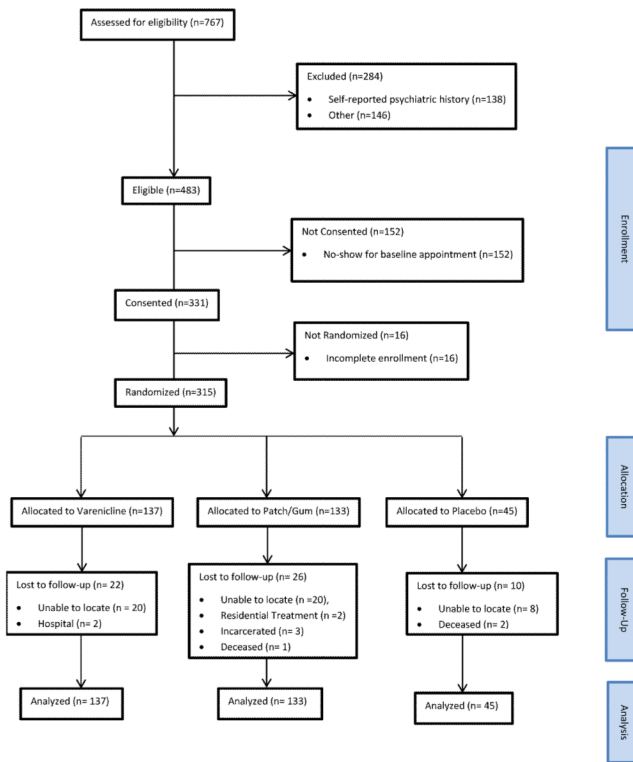 Assessed for eligibility (n=767)
Excluded (n=284)
• Self-reported psychiatric history (n=138)
• Other (n=146)
Eligible (n=483)
Not Consented (n=152)
• No-show for baseline appointment (n=152)
Enrollment
Consented (n=331)
Not Randomized (n=16)
• Incomplete enrollment (n=16)
Randomized (n=315)
Allocation
Allocated to Varenicline (n=137)
Allocated to Patch/Gum (n=133)
Allocated to Placebo (n=45)
Lost to follow-up (n= 22)
• Unable to locate (n = 20)
• Hospital (n= 2)
Lost to follow-up (n= 26)
• Unable to locate (n =20),
• Residential Treatment (n =2)
• Incarcerated (n= 3)
• Deceased (n= 1)
Lost to follow-up (n= 10)
• Unable to locate (n= 8)
• Deceased (n= 2)
Follow-Up
Analyzed (n= 137)
Analyzed (n= 133)
Analyzed (n= 45)
Analysis